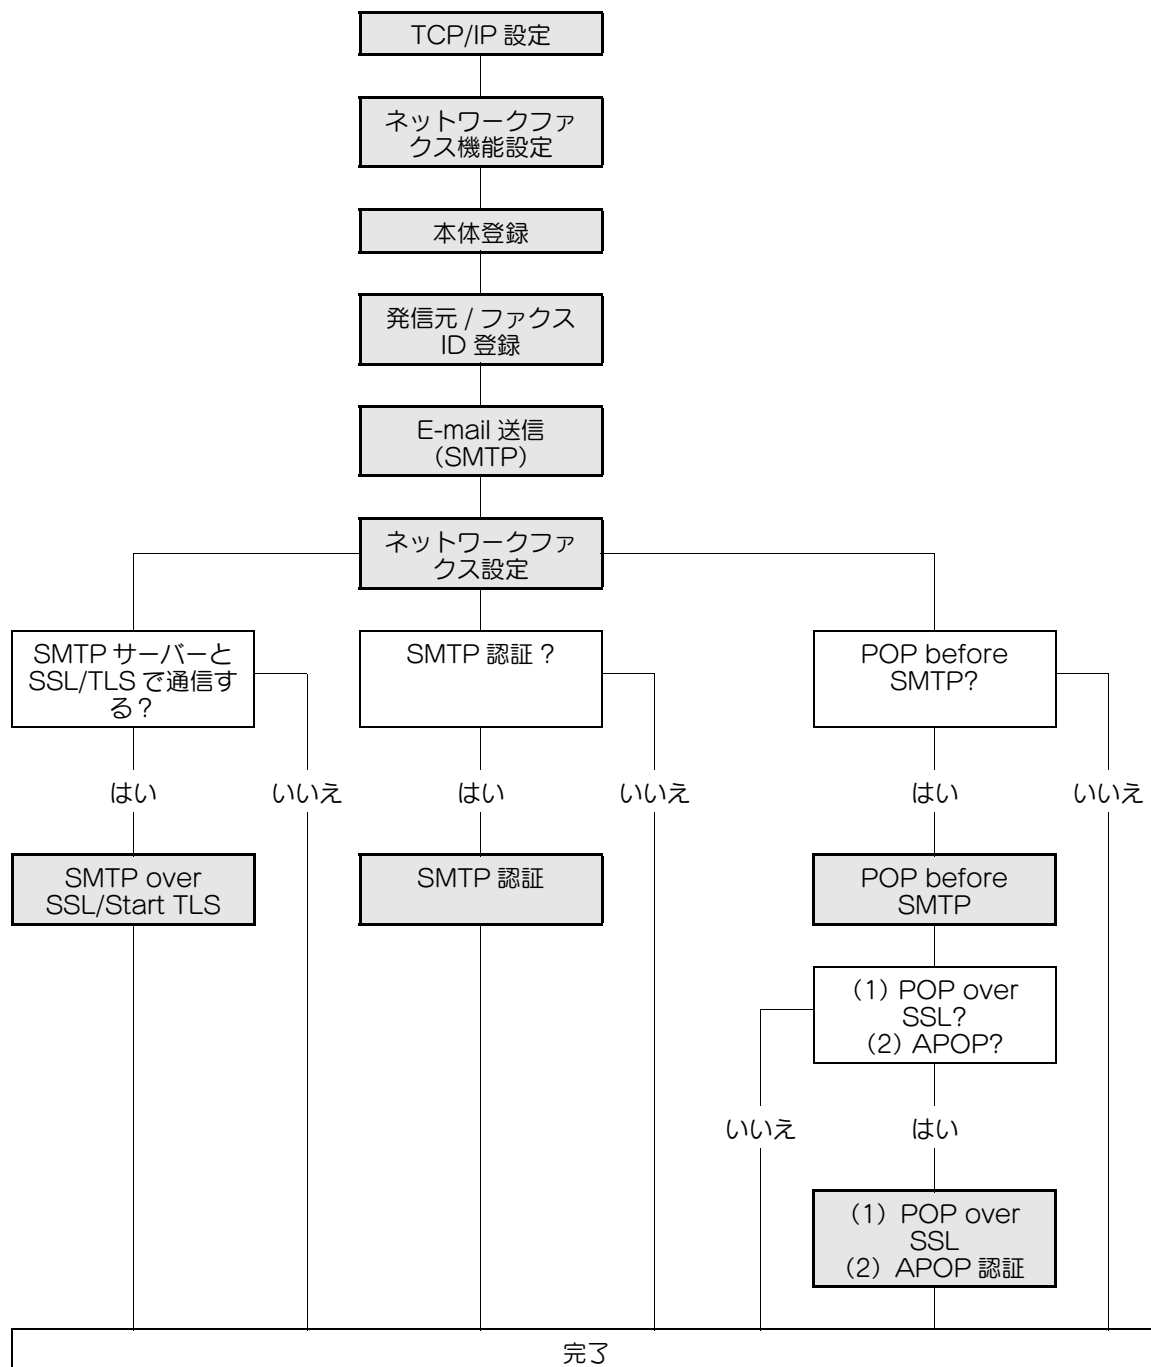 TCP/IP 設定
ネットワークファ
クス機能設定
本体登録
発信元 / ファクス
ID 登録
E-mail 送信
（SMTP）
ネットワークファ
クス設定
SMTP サーバーと
SSL/TLS で通信す
る？
SMTP 認証？
POP before
SMTP?
はい
いいえ
はい
いいえ
はい
いいえ
SMTP over
SSL/Start TLS
SMTP 認証
POP before
SMTP
（1）POP over
SSL?
（2）APOP?
いいえ
はい
（1）POP over
SSL
（2）APOP 認証
完了